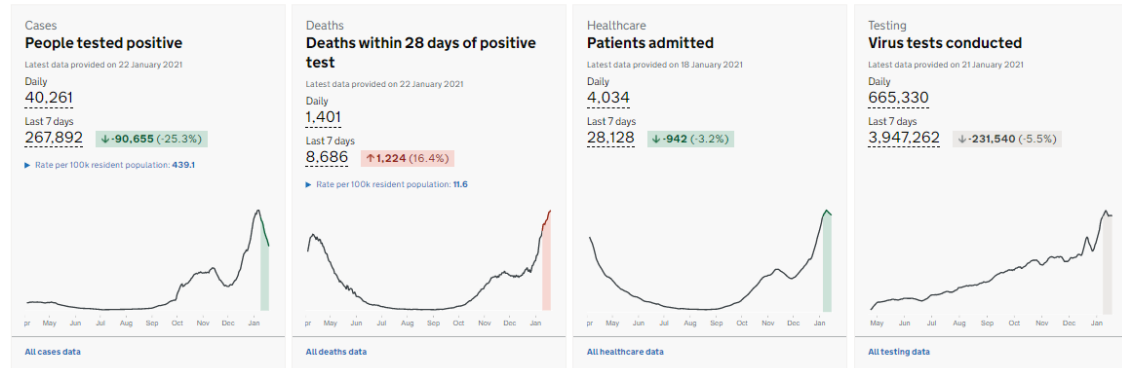 Cases
People tested positive
Latest data provided on 22 January 2021
Daily
40,261
Last 7 days
267,892 ↓-90,655 (-25.3%)
▶ Rate per 100k resident population: 439.1
pr May Jun Jul Aug Sep Oct Nov Dec Jan
All cases data
Deaths
Deaths within 28 days of positive
test
Latest data provided on 22 January 2021
Daily
1,401
Last 7 days
8,686 ↑1,224 (16.4%)
▶ Rate per 100k resident population: 11.6
pr May Jun Jul Aug Sep Oct Nov Dec Jan
All deaths data
Healthcare
Patients admitted
Latest data provided on 18 January 2021
Daily
4,034
Last 7 days
28,128 ↓-942 (-3.2%)
pr May Jun Jul Aug Sep Oct Nov Dec Jan
All healthcare data
Testing
Virus tests conducted
Latest data provided on 21 January 2021
Daily
665,330
Last 7 days
3,947,262 ↓-231,540 (-5.5%)
May Jun Jul Aug Sep Oct Nov Dec Jan
All testing data